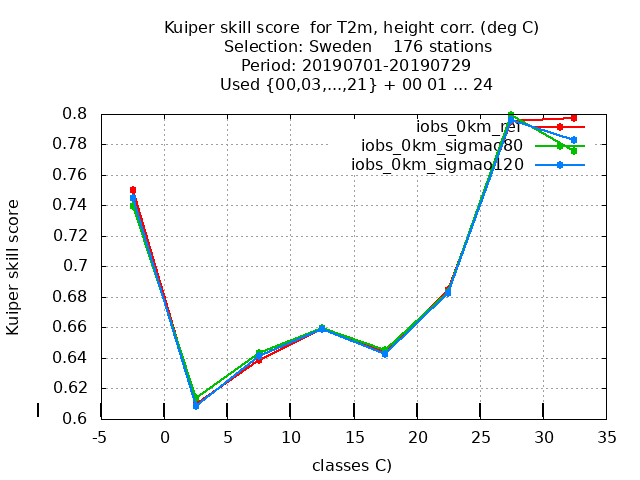 Kuiper skill score for T2m, height corr. (deg C)
Selection: Sweden 176 stations
Period: 20190701-20190729
Used {00,03,...,21} + 00 01 ... 24
iobs_0km_ref
iobs_0km_sigmao80
iobs_0km_sigmao120
Kuiper skill score
0.8
0.78
0.76
0.74
0.72
0.7
0.68
0.66
0.64
0.62
0.6
-5 0 5 10 15 20 25 30 35
classes C)